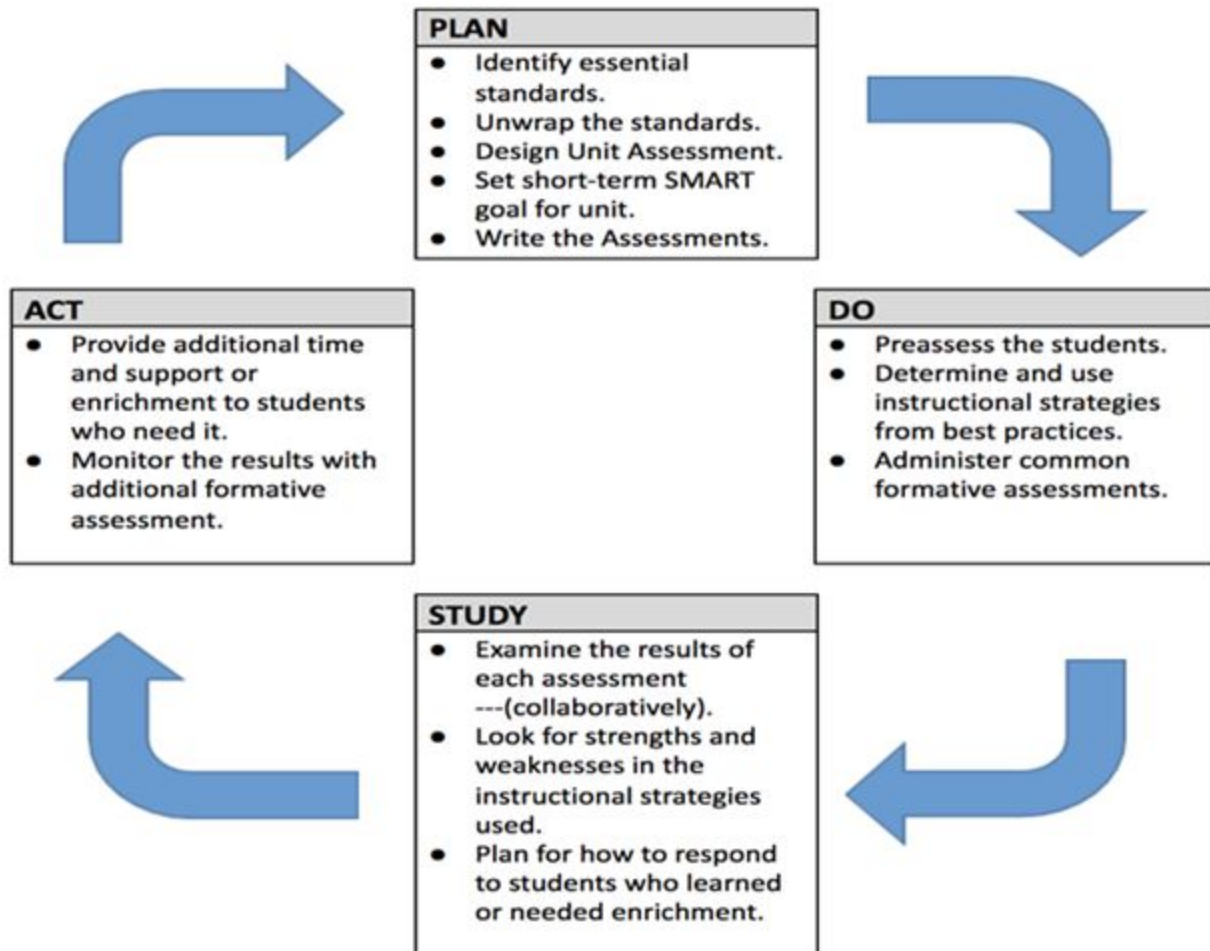 PLAN
● Identify essential
standards.
● Unwrap the standards.
● Design Unit Assessment.
● Set short-term SMART
goal for unit.
● Write the Assessments.
ACT
● Provide additional time
and support or
enrichment to students
who need it.
● Monitor the results with
additional formative
assessment.
DO
● Preassess the students.
● Determine and use
instructional strategies
from best practices.
● Administer common
formative assessments.
STUDY
● Examine the results of
each assessment
---(collaboratively).
● Look for strengths and
weaknesses in the
instructional strategies
used.
● Plan for how to respond
to students who learned
or needed enrichment.